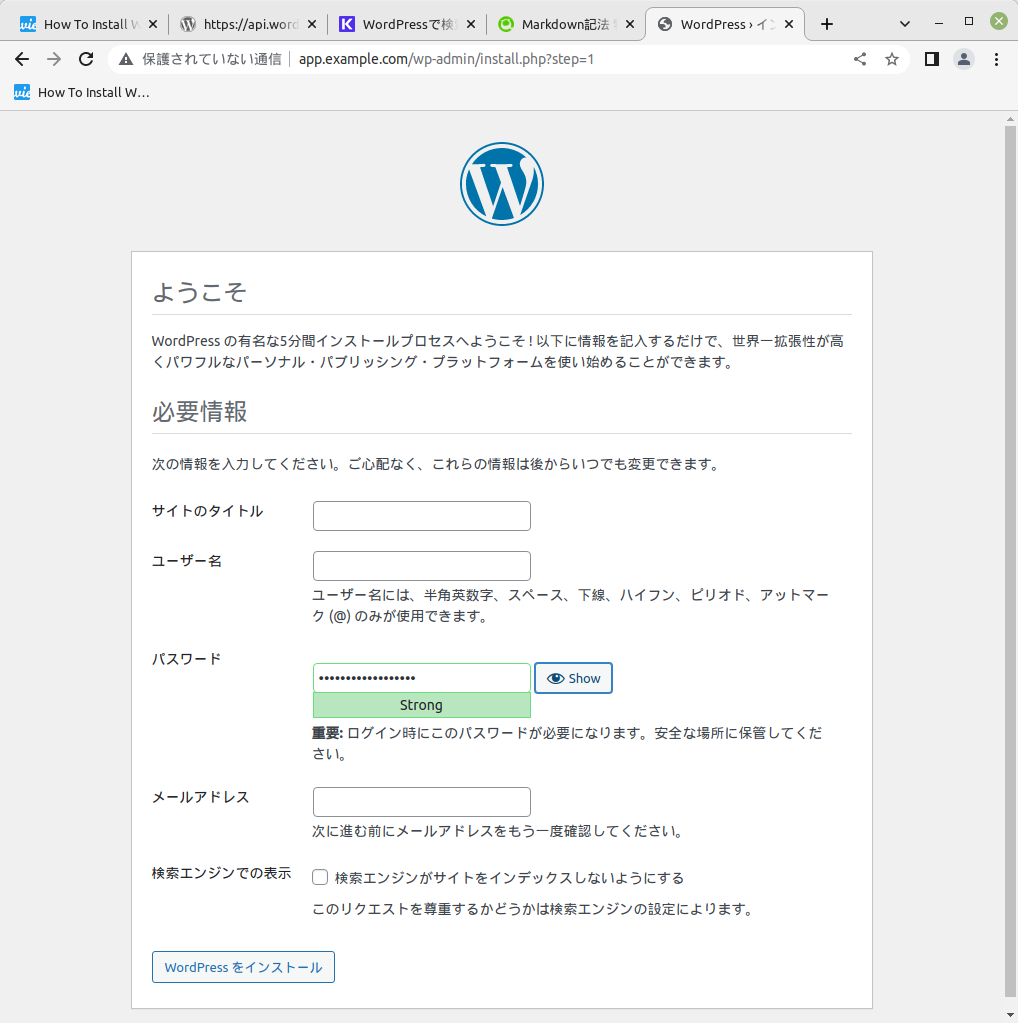 How To Install W
https://api.word
WordPressで検
Markdown記法
WordPress › イン
保護されていない通信
app.example.com/wp-admin/install.php?step=1
How To Install W…
ようこそ
WordPress の有名な5分間インストールプロセスへようこそ ! 以下に情報を記入するだけで、世界一拡張性が高
くパワフルなパーソナル・パブリッシング・プラットフォームを使い始めることができます。
必要情報
次の情報を入力してください。ご心配なく、これらの情報は後からいつでも変更できます。
サイトのタイトル
ユーザー名
ユーザー名には、半角英数字、スペース、下線、ハイフン、ピリオド、アットマー
ク (@) のみが使用できます。
パスワード
Show
Strong
重要: ログイン時にこのパスワードが必要になります。安全な場所に保管してくだ
さい。
メールアドレス
次に進む前にメールアドレスをもう一度確認してください。
検索エンジンでの表示
検索エンジンがサイトをインデックスしないようにする
このリクエストを尊重するかどうかは検索エンジンの設定によります。
WordPress をインストール